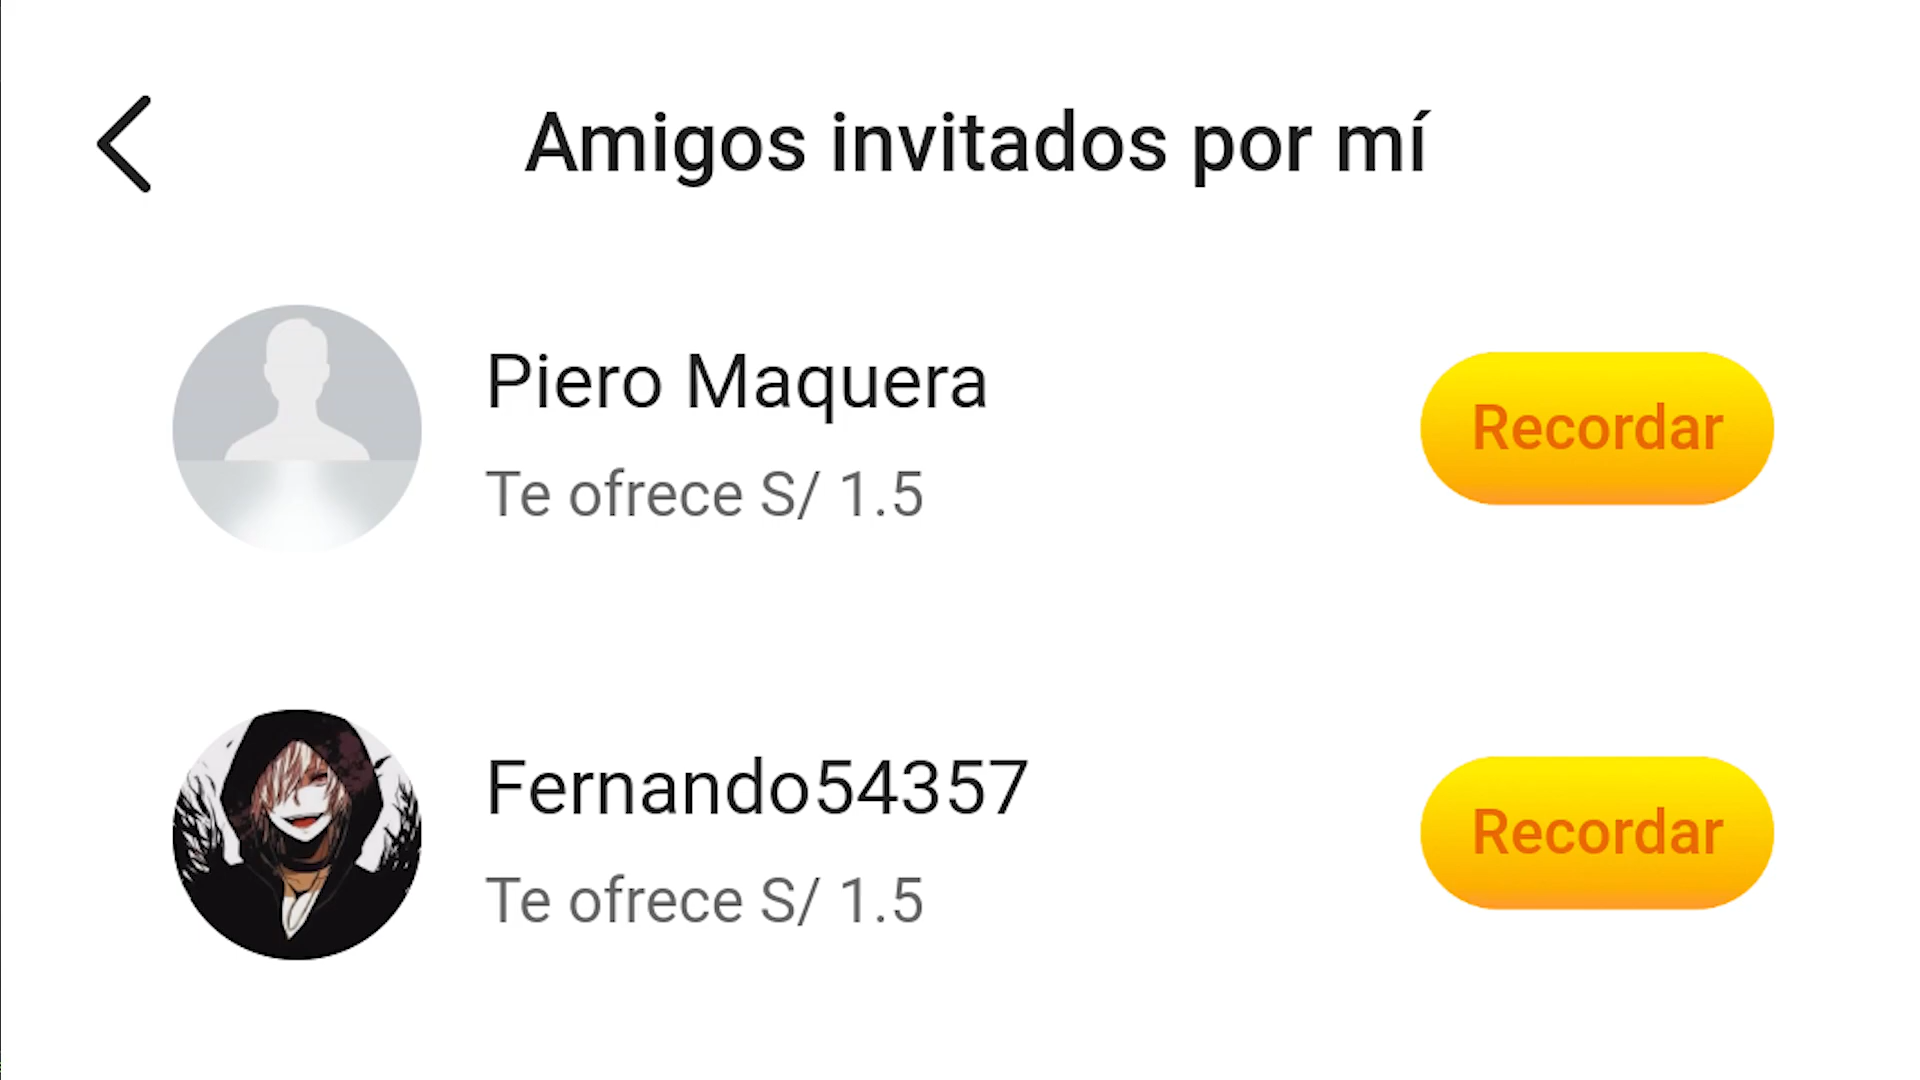 Amigos invitados por mí
Piero Maquera
Te ofrece S/ 1.5
Recordar
Fernando54357
Te ofrece S/ 1.5
Recordar